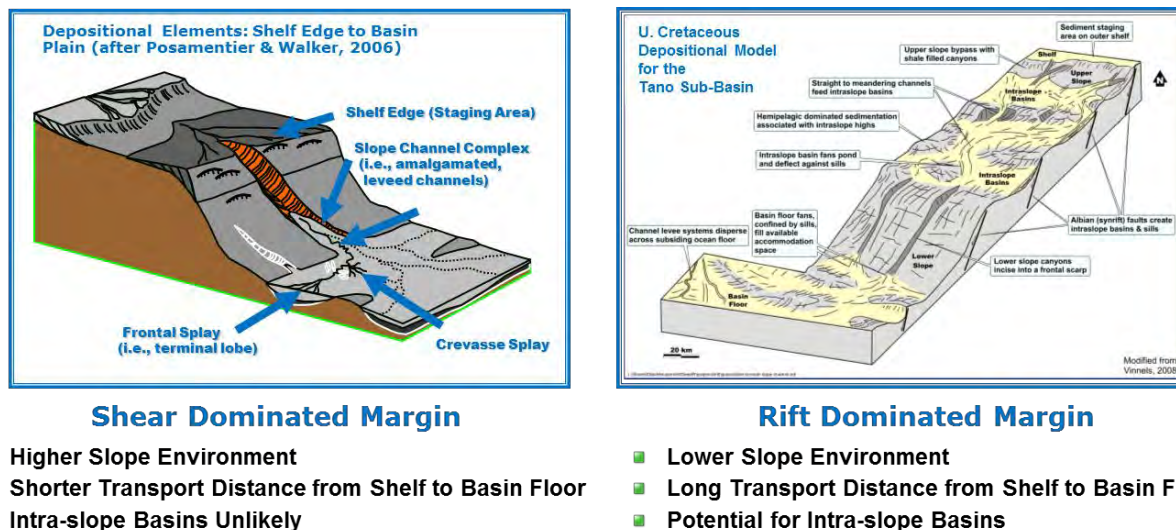 Depositional Elements: Shelf Edge to Basin
Plain (after Posamentier & Walker, 2006)
Shelf Edge (Staging Area)
Slope Channel Complex
(i.e., amalgamated,
leveed channels)
Frontal Splay
(i.e., terminal lobe)
Crevasse Splay
Shear Dominated Margin
Higher Slope Environment
Shorter Transport Distance from Shelf to Basin Floor
Intra-slope Basins Unlikely
U. Cretaceous
Depositional Model
for the
Tano Sub-Basin
Sediment staging
area on outer shelf
Upper slope bypass with
shale filled canyons
Shelf
Upper
Slope
N
Straight to meandering channels
feed intraslope basins
Intraslope
Basins
Hemipelagic dominated sedimentation
associated with intraslope highs
Intraslope basin fans pond
and deflect against sills
Intraslope
Basins
Basin floor fans,
confined by sills,
fill available
accommodation
space
Channel levee systems disperse
across subsiding ocean floor
Albian (synrift) faults create
intraslope basins & sills
Lower
Slope
Lower slope canyons
incise into a frontal scarp
Basin
Floor
20 km
Modified from
Vinnels, 2008
Rift Dominated Margin
Lower Slope Environment
Long Transport Distance from Shelf to Basin F
Potential for Intra-slope Basins